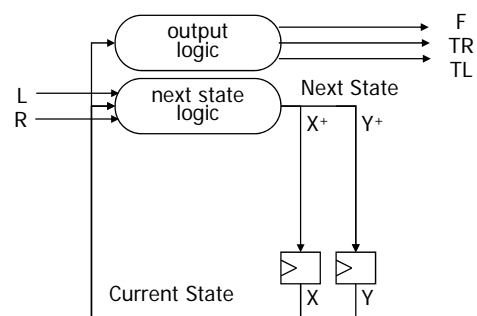 output
logic
F
TR
TL
L
R
next state
logic
Next State
X+
Y+
Current State
X
Y